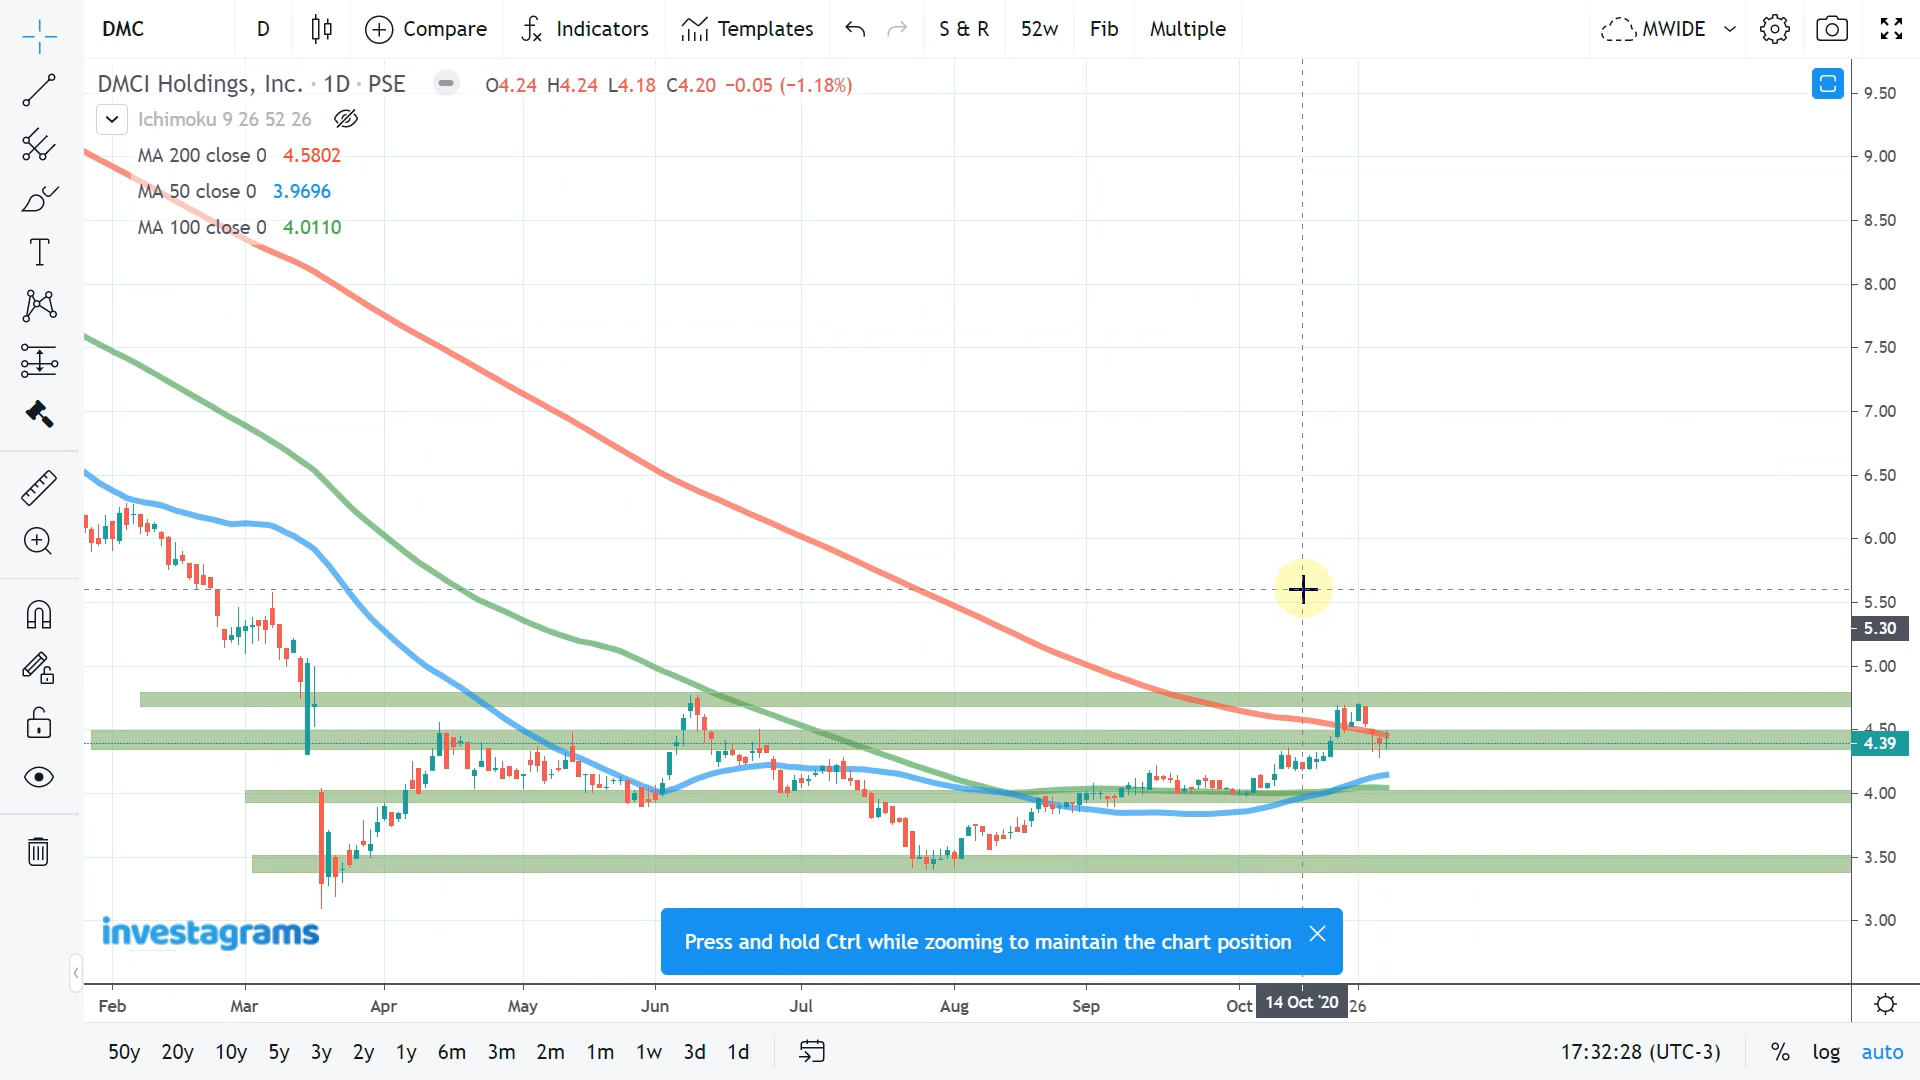 DMC D Compare Indicators Templates S & R 52w Fib Multiple MWIDE
DMCI Holdings, Inc. · 1D · PSE O4.24 H4.24 L4.18 C4.20 −0.05 (−1.18%)
Ichimoku 9 26 52 26
MA 200 close 0 4.5802
MA 50 close 0 3.9696
MA 100 close 0 4.0110
9.50
9.00
8.50
8.00
7.50
7.00
6.50
6.00
5.50
5.30
5.00
4.50
4.39
4.00
3.50
3.00
investagrams
Press and hold Ctrl while zooming to maintain the chart position
Feb Mar Apr May Jun Jul Aug Sep Oct 14 Oct '20 26
50y 20y 10y 5y 3y 2y 1y 6m 3m 2m 1m 1w 3d 1d 17:32:28 (UTC-3) % log auto